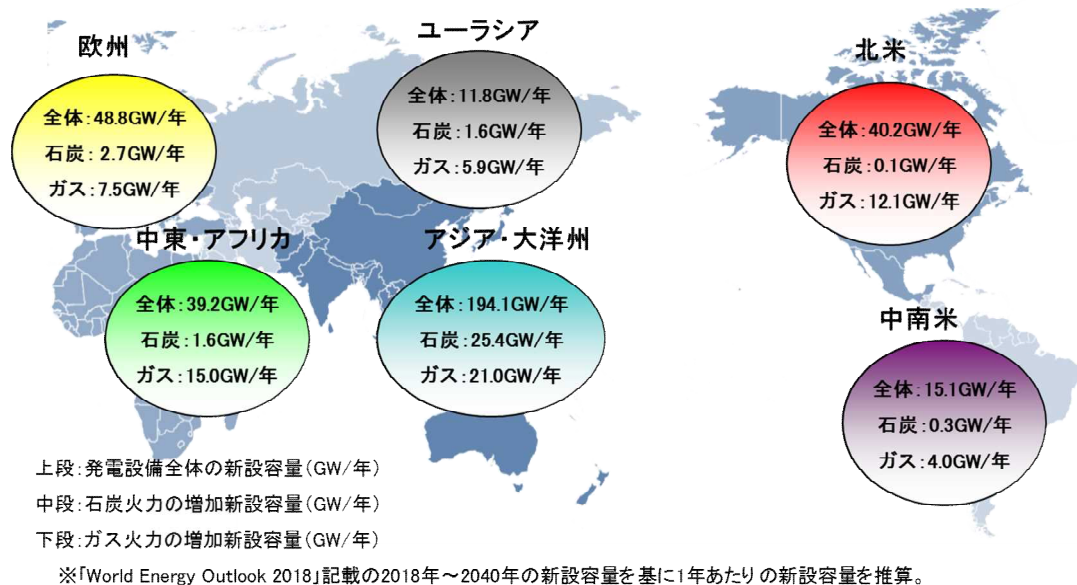 欧州
全体:48.8GW/年
石炭:2.7GW/年
ガス:7.5GW/年
ユーラシア
全体:11.8GW/年
石炭:1.6GW/年
ガス:5.9GW/年
北米
全体:40.2GW/年
石炭:0.1GW/年
ガス:12.1GW/年
中東・アフリカ
全体:39.2GW/年
石炭:1.6GW/年
ガス:15.0GW/年
アジア・大洋州
全体:194.1GW/年
石炭:25.4GW/年
ガス:21.0GW/年
中南米
全体:15.1GW/年
石炭:0.3GW/年
ガス:4.0GW/年
上段:発電設備全体の新設容量(GW/年)
中段:石炭火力の増加新設容量(GW/年)
下段:ガス火力の増加新設容量(GW/年)
※「World Energy Outlook 2018」記載の2018年～2040年の新設容量を基に1年あたりの新設容量を推算。